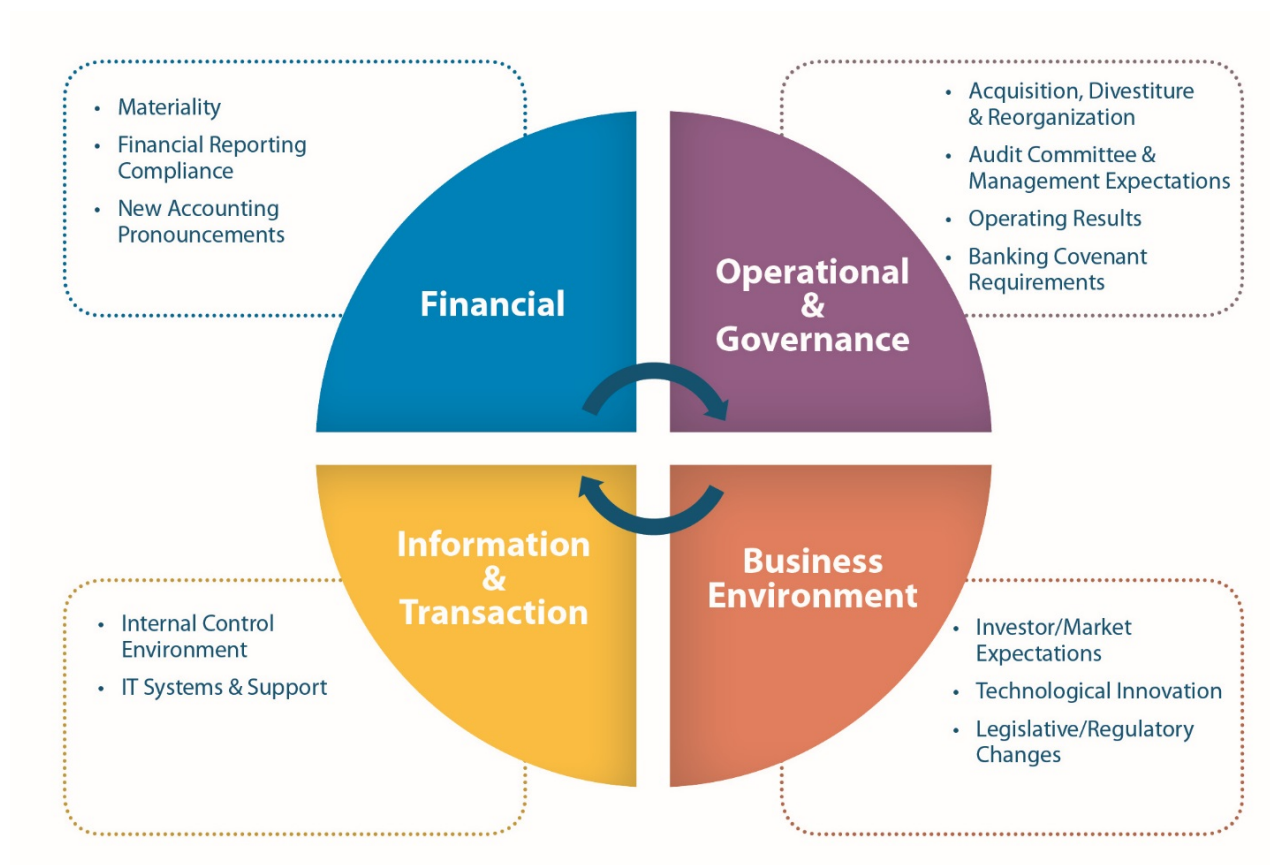 • Materiality
• Financial Reporting
Compliance
• New Accounting
Pronouncements
Financial
• Acquisition, Divestiture
& Reorganization
• Audit Committee &
Management Expectations
• Operating Results
• Banking Covenant
Requirements
Operational
&
Governance
Information
&
Transaction
• Internal Control
Environment
• IT Systems & Support
Business
Environment
• Investor/Market
Expectations
• Technological Innovation
• Legislative/Regulatory
Changes